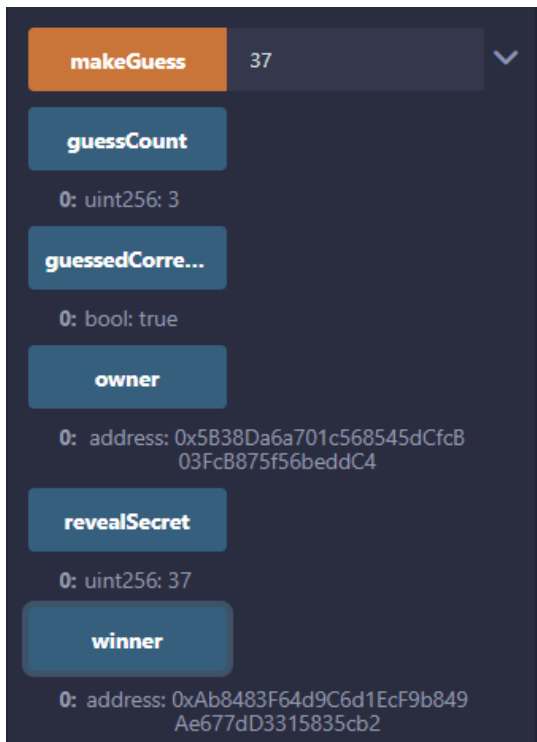 makeGuess 37
guessCount
0: uint256: 3
guessedCorre...
0: bool: true
owner
0: address: 0x5B38Da6a701c568545dCfcB
03FcB875f56beddC4
revealSecret
0: uint256: 37
winner
0: address: 0xAb8483F64d9C6d1EcF9b849
Ae677dD3315835cb2